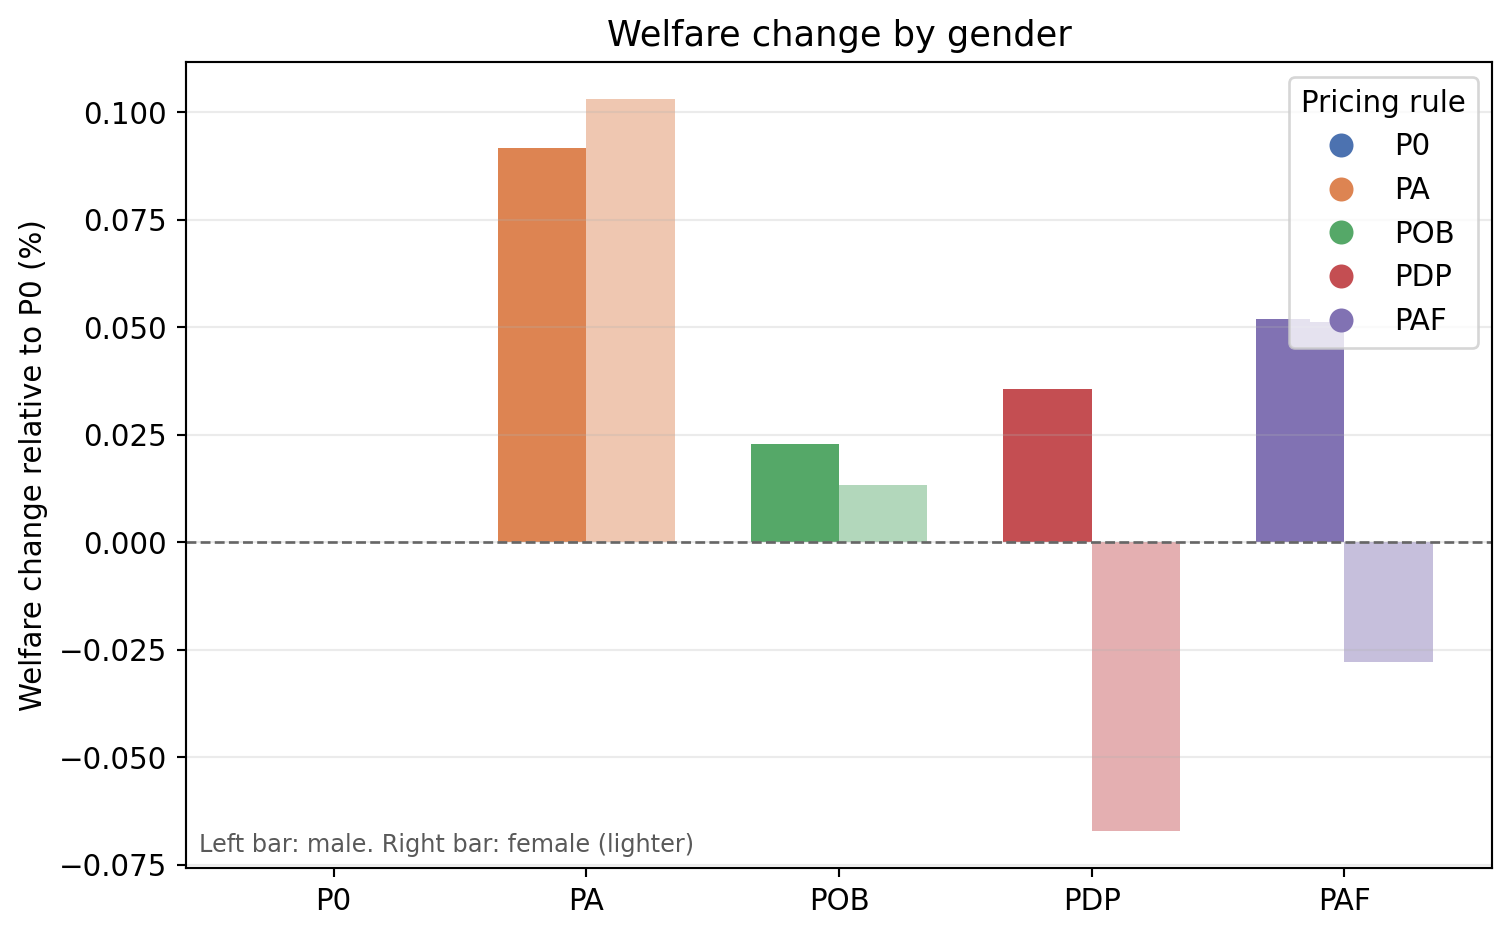 Welfare change by gender
Welfare change relative to P0 (%)
0.100
0.075
0.050
0.025
0.000
−0.025
−0.050
−0.075
Pricing rule
P0
PA
POB
PDP
PAF
Left bar: male. Right bar: female (lighter)
P0
PA
POB
PDP
PAF